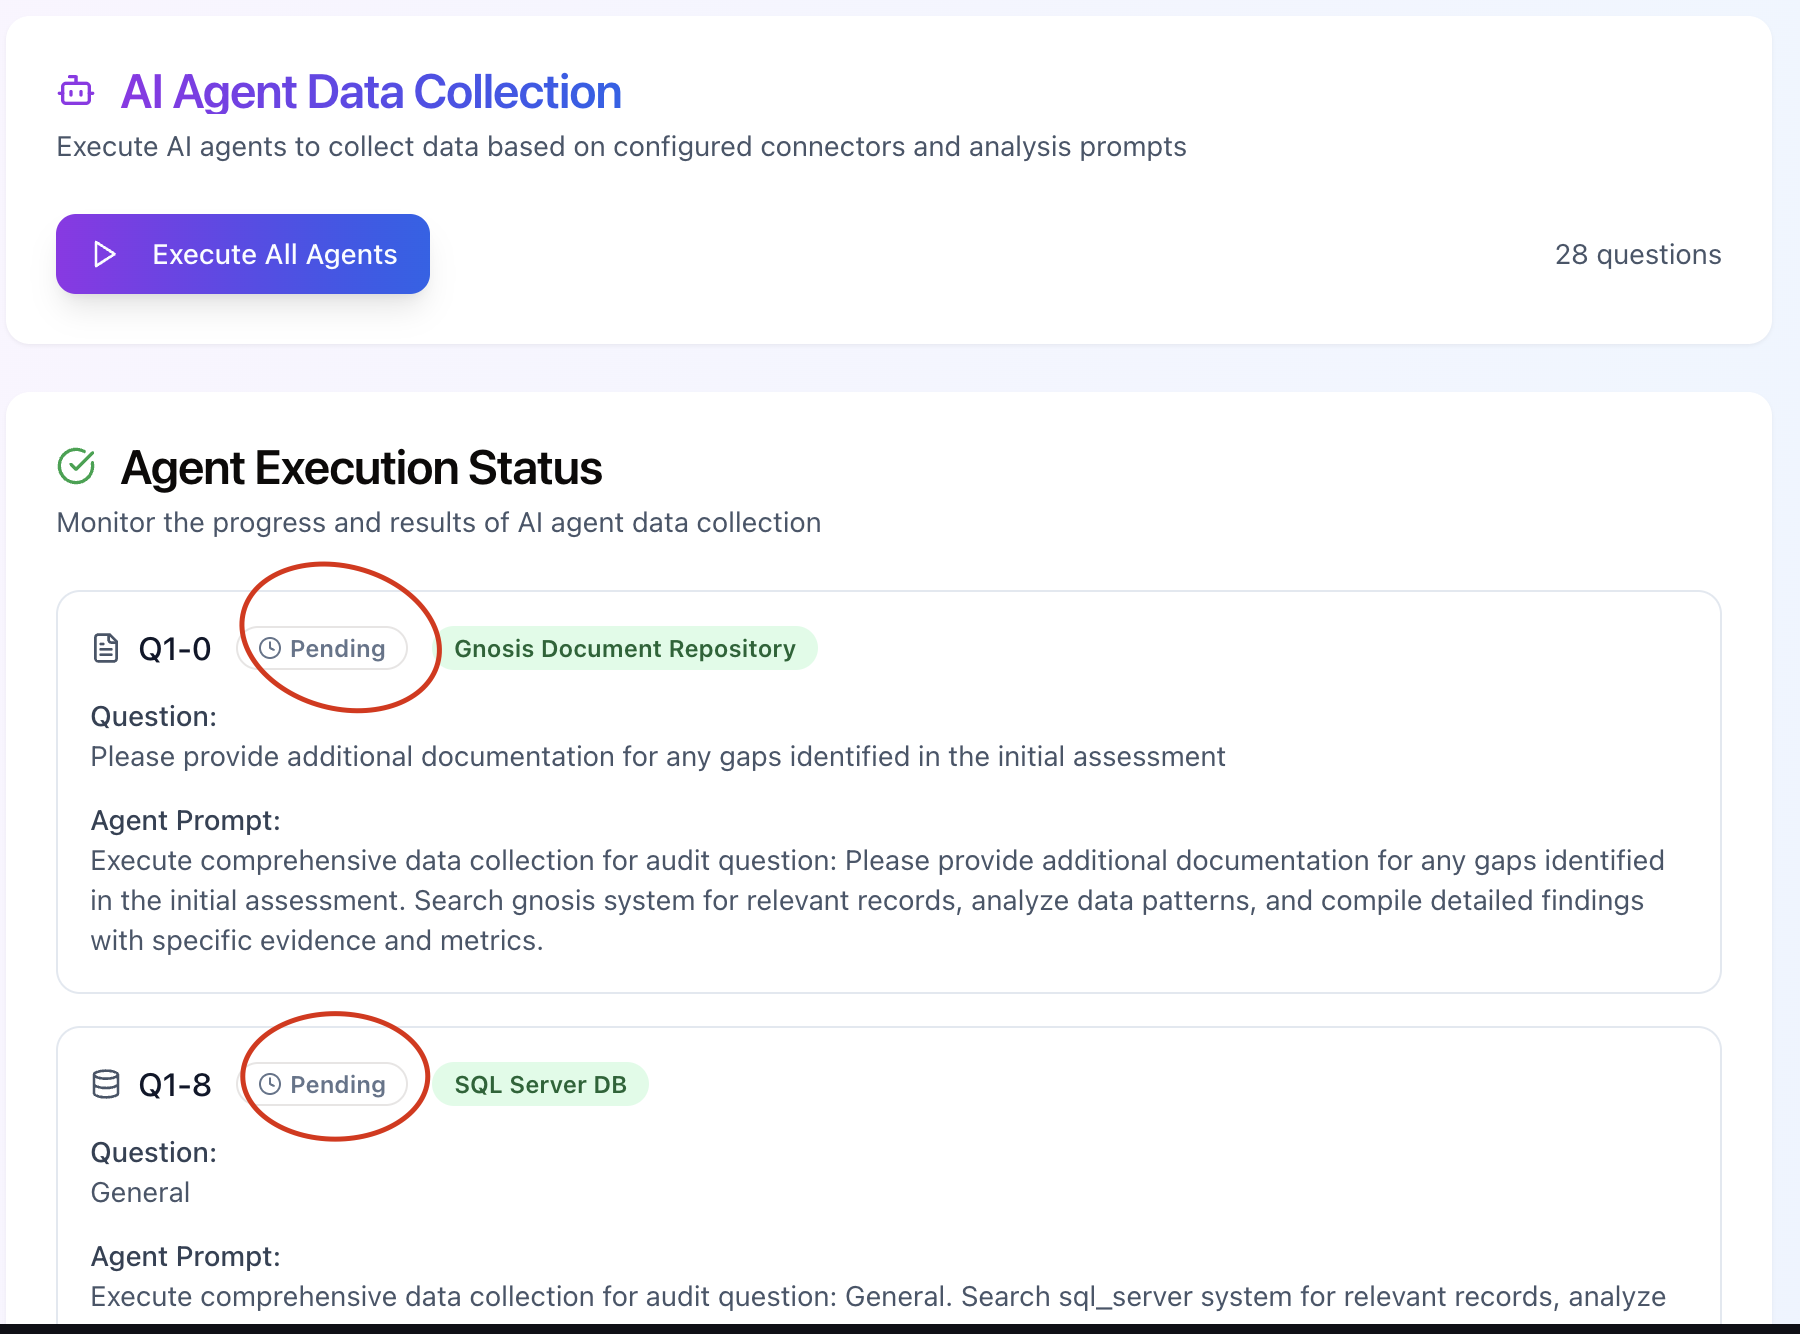 AI Agent Data Collection
Execute AI agents to collect data based on configured connectors and analysis prompts
Execute All Agents
28 questions
Agent Execution Status
Monitor the progress and results of AI agent data collection
Q1-0 Pending Gnosis Document Repository
Question:
Please provide additional documentation for any gaps identified in the initial assessment
Agent Prompt:
Execute comprehensive data collection for audit question: Please provide additional documentation for any gaps identified
in the initial assessment. Search gnosis system for relevant records, analyze data patterns, and compile detailed findings
with specific evidence and metrics.
Q1-8 Pending SQL Server DB
Question:
General
Agent Prompt:
Execute comprehensive data collection for audit question: General. Search sql_server system for relevant records, analyze